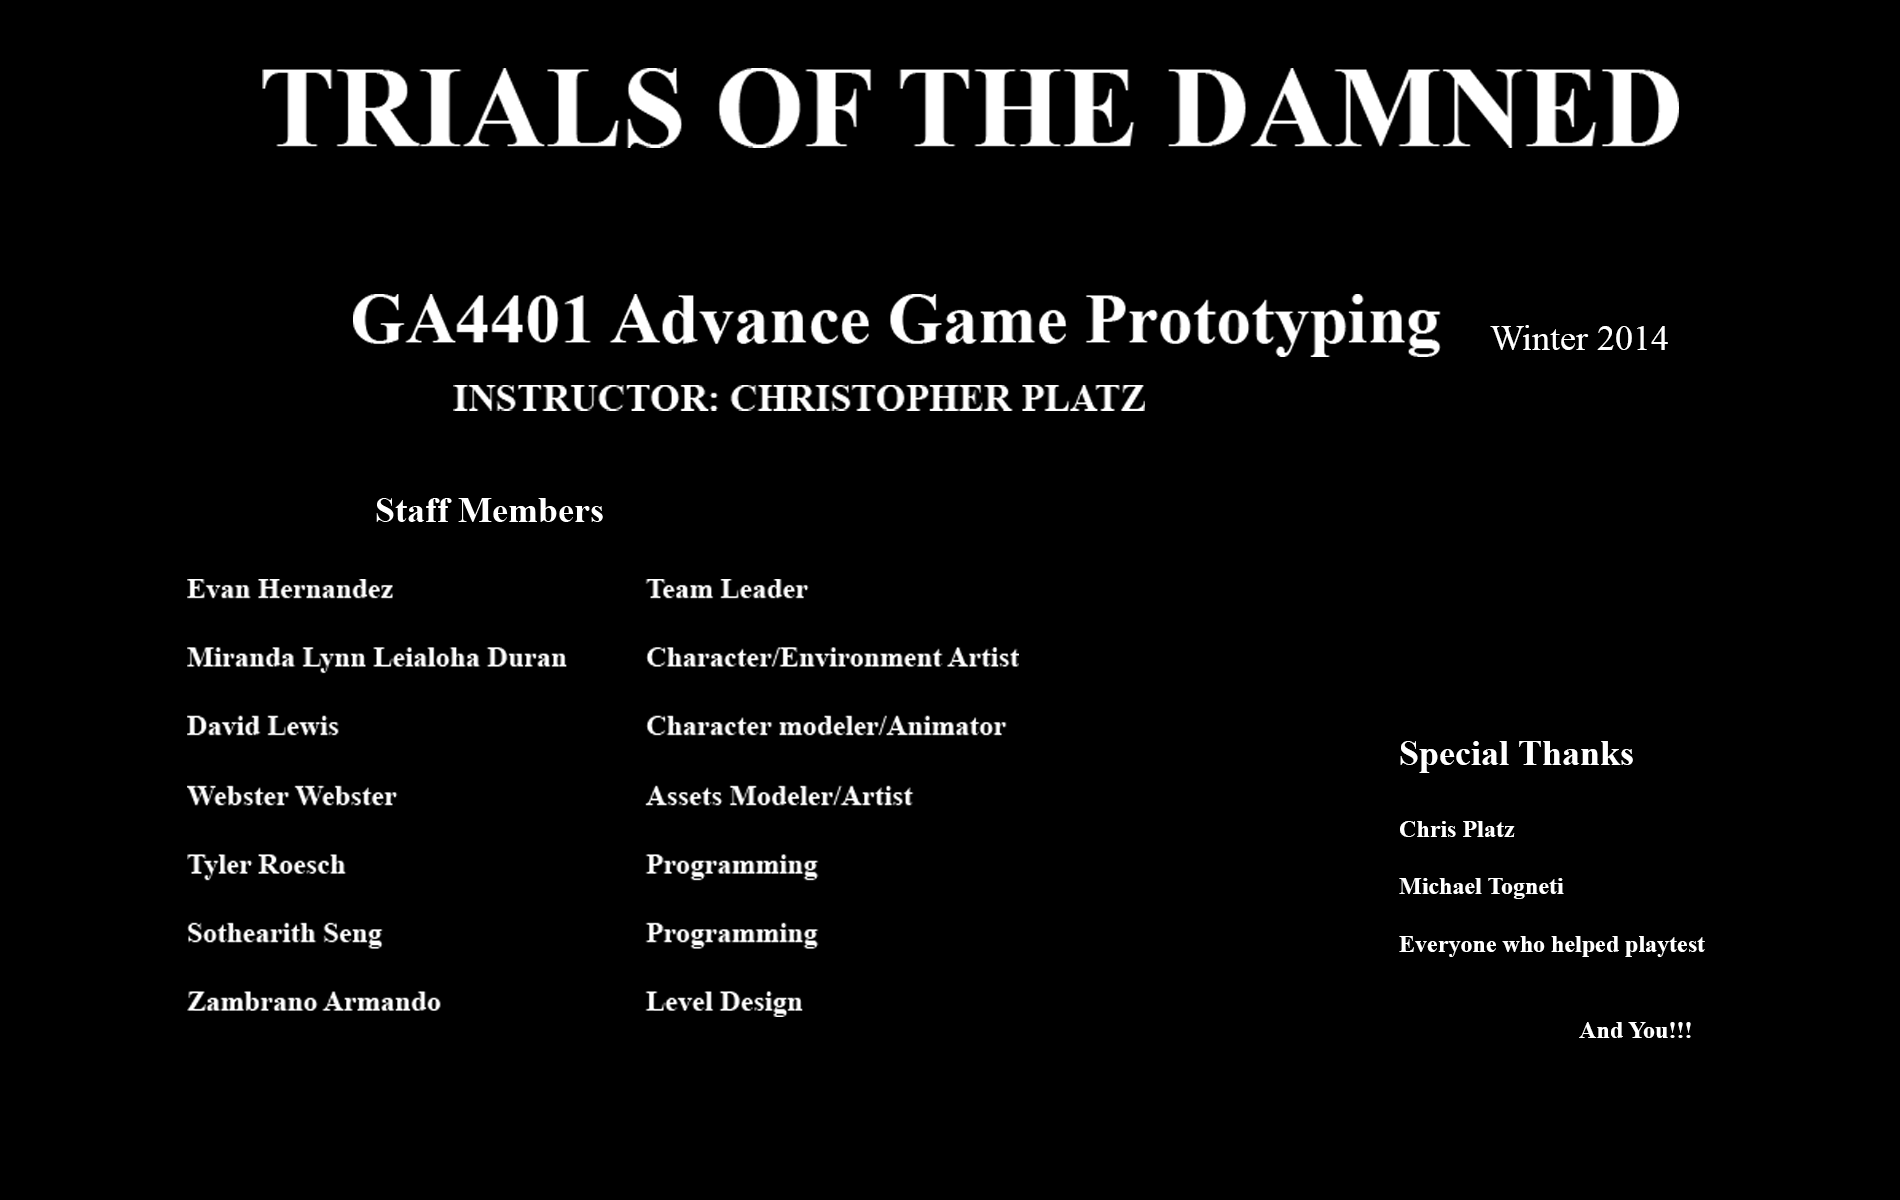 TRIALS OF THE DAMNED
GA4401 Advance Game Prototyping Winter 2014
INSTRUCTOR: CHRISTOPHER PLATZ
Staff Members
Evan Hernandez Team Leader
Miranda Lynn Leialoha Duran Character/Environment Artist
David Lewis Character modeler/Animator
Webster Webster Assets Modeler/Artist
Tyler Roesch Programming
Sothearith Seng Programming
Zambrano Armando Level Design
Special Thanks
Chris Platz
Michael Togneti
Everyone who helped playtest
And You!!!